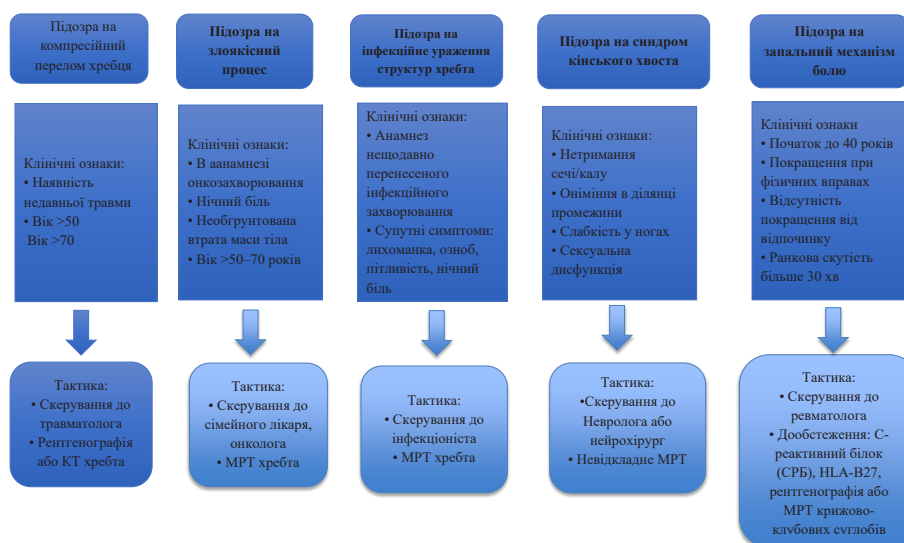 Підозра на
компресійний
перелом хребця
Підозра на
злоякісний
процес
Підозра на
інфекційне ураження
структур хребта
Підозра на синдром
кінського хвоста
Підозра на
запальний механізм
болю
Клінічні ознаки:
• Наявність
недавньої травми
• Вік >50
Вік >70
Клінічні ознаки:
• В аанамнезі
онкозахворювання
• Нічний біль
• Необгрунтована
втрата маси тіла
• Вік >50–70 років
Клінічні ознаки:
• Анамнез
нещодавно
перенесеного
інфекційного
захворювання
• Супутні симптоми:
лихоманка, озноб,
пітливість, нічний
біль
Клінічні ознаки:
• Нетримання
сечі/калу
• Оніміння в ділянці
промежини
• Слабкість у ногах
• Сексуальна
дисфункція
Клінічні ознаки
• Початок до 40 років
• Покращення при
фізичних вправах
• Відсутність
покращення від
відпочинку
• Ранкова скутість
більше 30 хв
Тактика:
• Скерування до
травматолога
• Рентгенографія
або КТ хребта
Тактика:
• Скерування до
сімейного лікаря,
онколога
• МРТ хребта
Тактика:
• Скерування до
інфекціоніста
• МРТ хребта
Тактика:
•Скерування до
Невролога або
нейрохірург
• Невідкладне МРТ
Тактика:
• Скерування до
ревматолога
• Дообстеження: С-
реактивний білок
(СРБ), HLA-B27,
рентгенографія або
МРТ крижово-
клубових суглобів